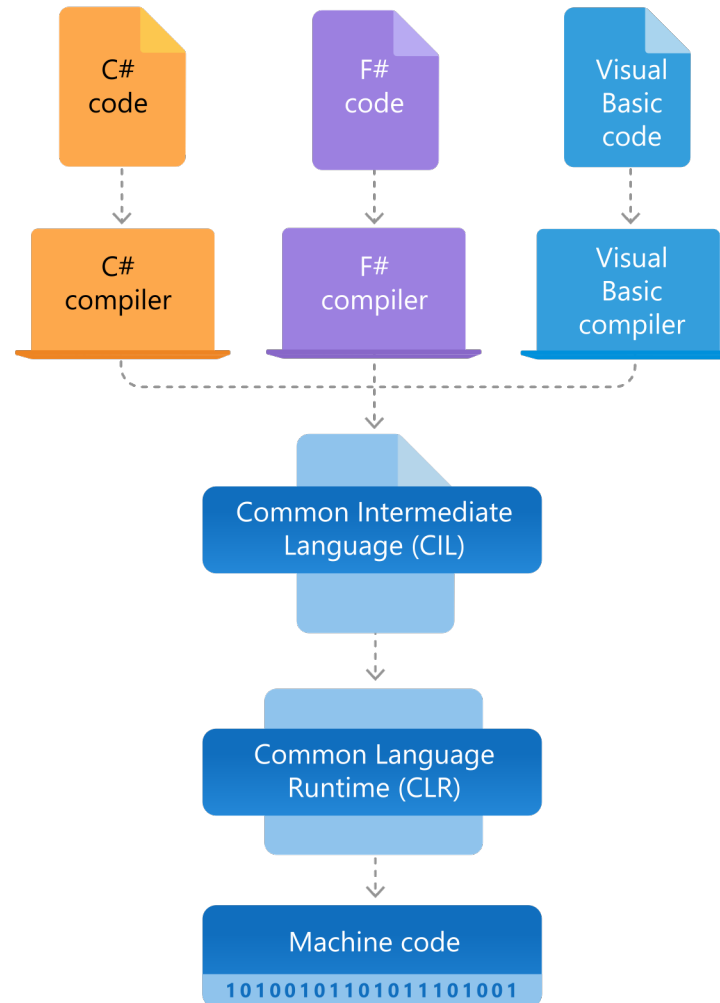 C#
code
F#
code
Visual
Basic
code
C#
compiler
F#
compiler
Visual
Basic
compiler
Common Intermediate
Language (CIL)
Common Language
Runtime (CLR)
Machine code
10100101101011101001